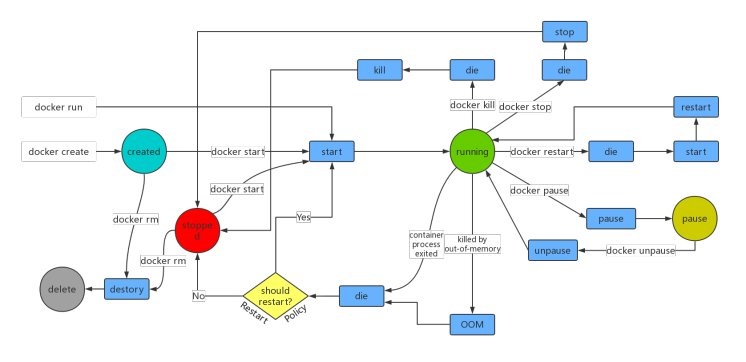 stop
kill
die
die
docker run
docker kill
docker stop
restart
docker create
created
docker start
start
running
docker restart
die
start
docker start
docker pause
docker rm
stoppe
d
Yes
pause
pause
container
process
exited
killed by
out-of-memory
unpause
docker unpause
docker rm
delete
destory
No
should
restart?
Restart
Policy
die
OOM